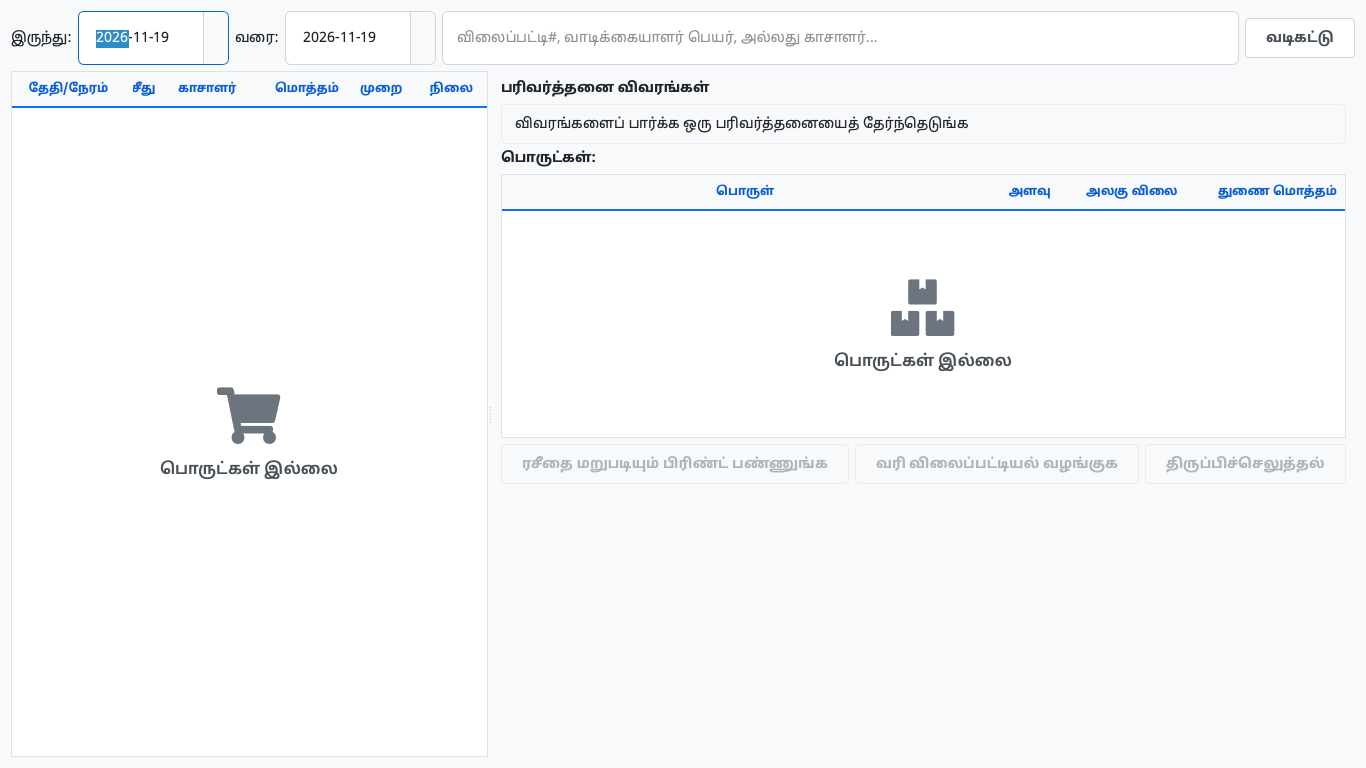 இருந்து: 2026-11-19 வரை: 2026-11-19 விலைப்பட்டி#, வாடிக்கையாளர் பெயர், அல்லது காசாளர்... வடிகட்டு
தேதி/நேரம் சீது காசாளர் மொத்தம் முறை நிலை
பொருட்கள் இல்லை
பரிவர்த்தனை விவரங்கள்
விவரங்களைப் பார்க்க ஒரு பரிவர்த்தனையைத் தேர்ந்தெடுங்க
பொருட்கள்:
பொருள் அளவு அலகு விலை துணை மொத்தம்
பொருட்கள் இல்லை
ரசீதை மறுபடியும் பிரிண்ட் பண்ணுங்க வரி விலைப்பட்டியல் வழங்குக திருப்பிச்செலுத்தல்